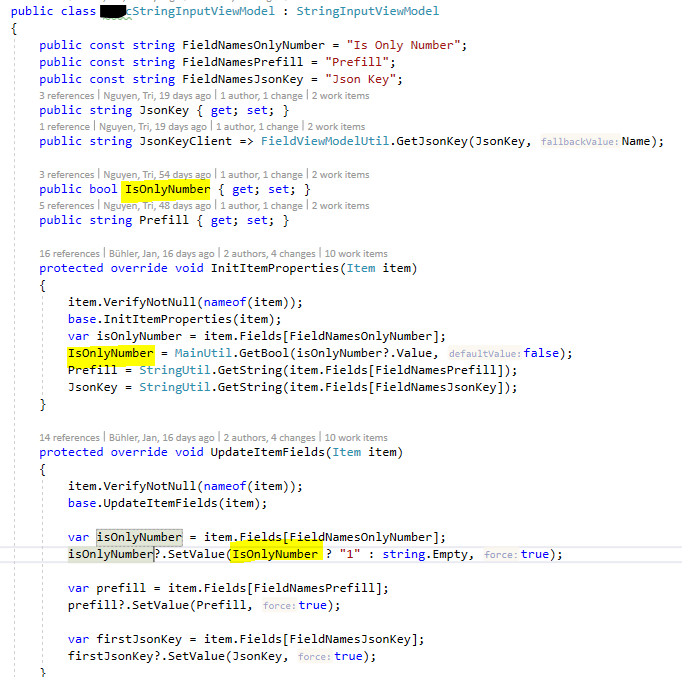 public class cStringInputViewModel : StringInputViewModel
{
public const string FieldNamesOnlyNumber = "Is Only Number";
public const string FieldNamesPrefill = "Prefill";
public const string FieldNamesJsonKey = "Json Key";
3 references | Nguyen, Tri, 19 days ago | 1 author, 1 change | 2 work items
public string JsonKey { get; set; }
1 reference | Nguyen, Tri, 19 days ago | 1 author, 1 change | 2 work items
public string JsonKeyClient => FieldViewModelUtil.GetJsonKey(JsonKey, fallbackValue: Name);
3 references | Nguyen, Tri, 54 days ago | 1 author, 1 change | 2 work items
public bool IsOnlyNumber { get; set; }
5 references | Nguyen, Tri, 48 days ago | 1 author, 1 change | 2 work items
public string Prefill { get; set; }
16 references | Bühler, Jan, 16 days ago | 2 authors, 4 changes | 10 work items
protected override void InitItemProperties(Item item)
{
item.VerifyNotNull(nameof(item));
base.InitItemProperties(item);
var isOnlyNumber = item.Fields[FieldNamesOnlyNumber];
IsOnlyNumber = MainUtil.GetBool(isOnlyNumber?.Value, defaultValue: false);
Prefill = StringUtil.GetString(item.Fields[FieldNamesPrefill]);
JsonKey = StringUtil.GetString(item.Fields[FieldNamesJsonKey]);
}
14 references | Bühler, Jan, 16 days ago | 2 authors, 4 changes | 10 work items
protected override void UpdateItemFields(Item item)
{
item.VerifyNotNull(nameof(item));
base.UpdateItemFields(item);
var isOnlyNumber = item.Fields[FieldNamesOnlyNumber];
isOnlyNumber?.SetValue(IsOnlyNumber ? "1" : string.Empty, force: true);
var prefill = item.Fields[FieldNamesPrefill];
prefill?.SetValue(Prefill, force: true);
var firstJsonKey = item.Fields[FieldNamesJsonKey];
firstJsonKey?.SetValue(JsonKey, force: true);
}